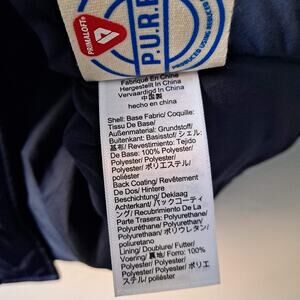 PRIMALOFT
P.U.R.E.
Fabriqué En Chine
Hergestellt In China
Vervaardigd In China
中国製
hecho en china
Shell: Base Fabric/ Coquille:
Tissu De Base/
Außenmaterial: Grundstoff/
Buitenkant: Basisstof/ シェル:
基布/ Revestimiento: Tejido
De Base: 100% Polyester/
Polyester/ Polyester/
Polyester/ ポリエステル/
poliéster
Back Coating/ Revêtement
De Dos/ Hintere
Beschichtung/ Deklaag
Achterkant/ バックコーティ
ング/ Recubrimiento De La
Parte Trasera: Polyurethane/
Polyuréthane/ Polyurethan/
Polyurethaan/ ポリウレタン/
poliuretano
Lining/ Doublure/ Futter/
Voering/ 裏地/ Forro: 100%
Polyester/ Polyester/
Polyester/ Polyester/ ポリエ
ステル/ poliéster